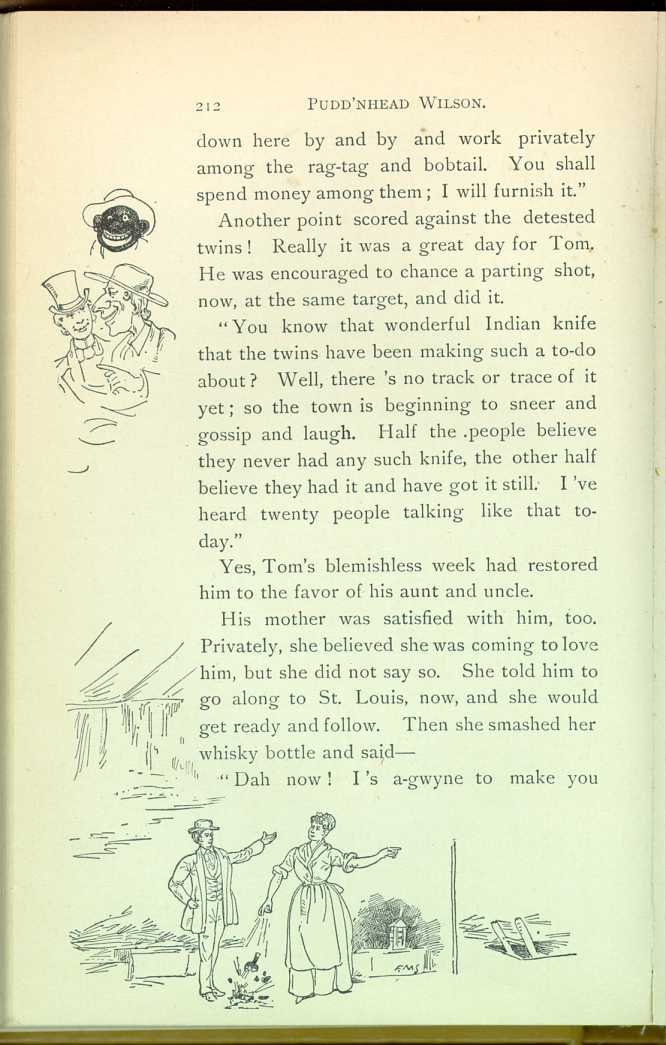 212 PUDD'NHEAD WILSON.
down here by and by and work privately
among the rag-tag and bobtail. You shall
spend money among them; I will furnish it."
Another point scored against the detested
twins! Really it was a great day for Tom.
He was encouraged to chance a parting shot,
now, at the same target, and did it.
"You know that wonderful Indian knife
that the twins have been making such a to-do
about? Well, there 's no track or trace of it
yet; so the town is beginning to sneer and
gossip and laugh. Half the people believe
they never had any such knife, the other half
believe they had it and have got it still. I 've
heard twenty people talking like that to-
day."
Yes, Tom's blemishless week had restored
him to the favor of his aunt and uncle.
His mother was satisfied with him, too.
Privately, she believed she was coming to love
him, but she did not say so. She told him to
go along to St. Louis, now, and she would
get ready and follow. Then she smashed her
whisky bottle and said—
"Dah now! I 's a-gwyne to make you
F.M.S.